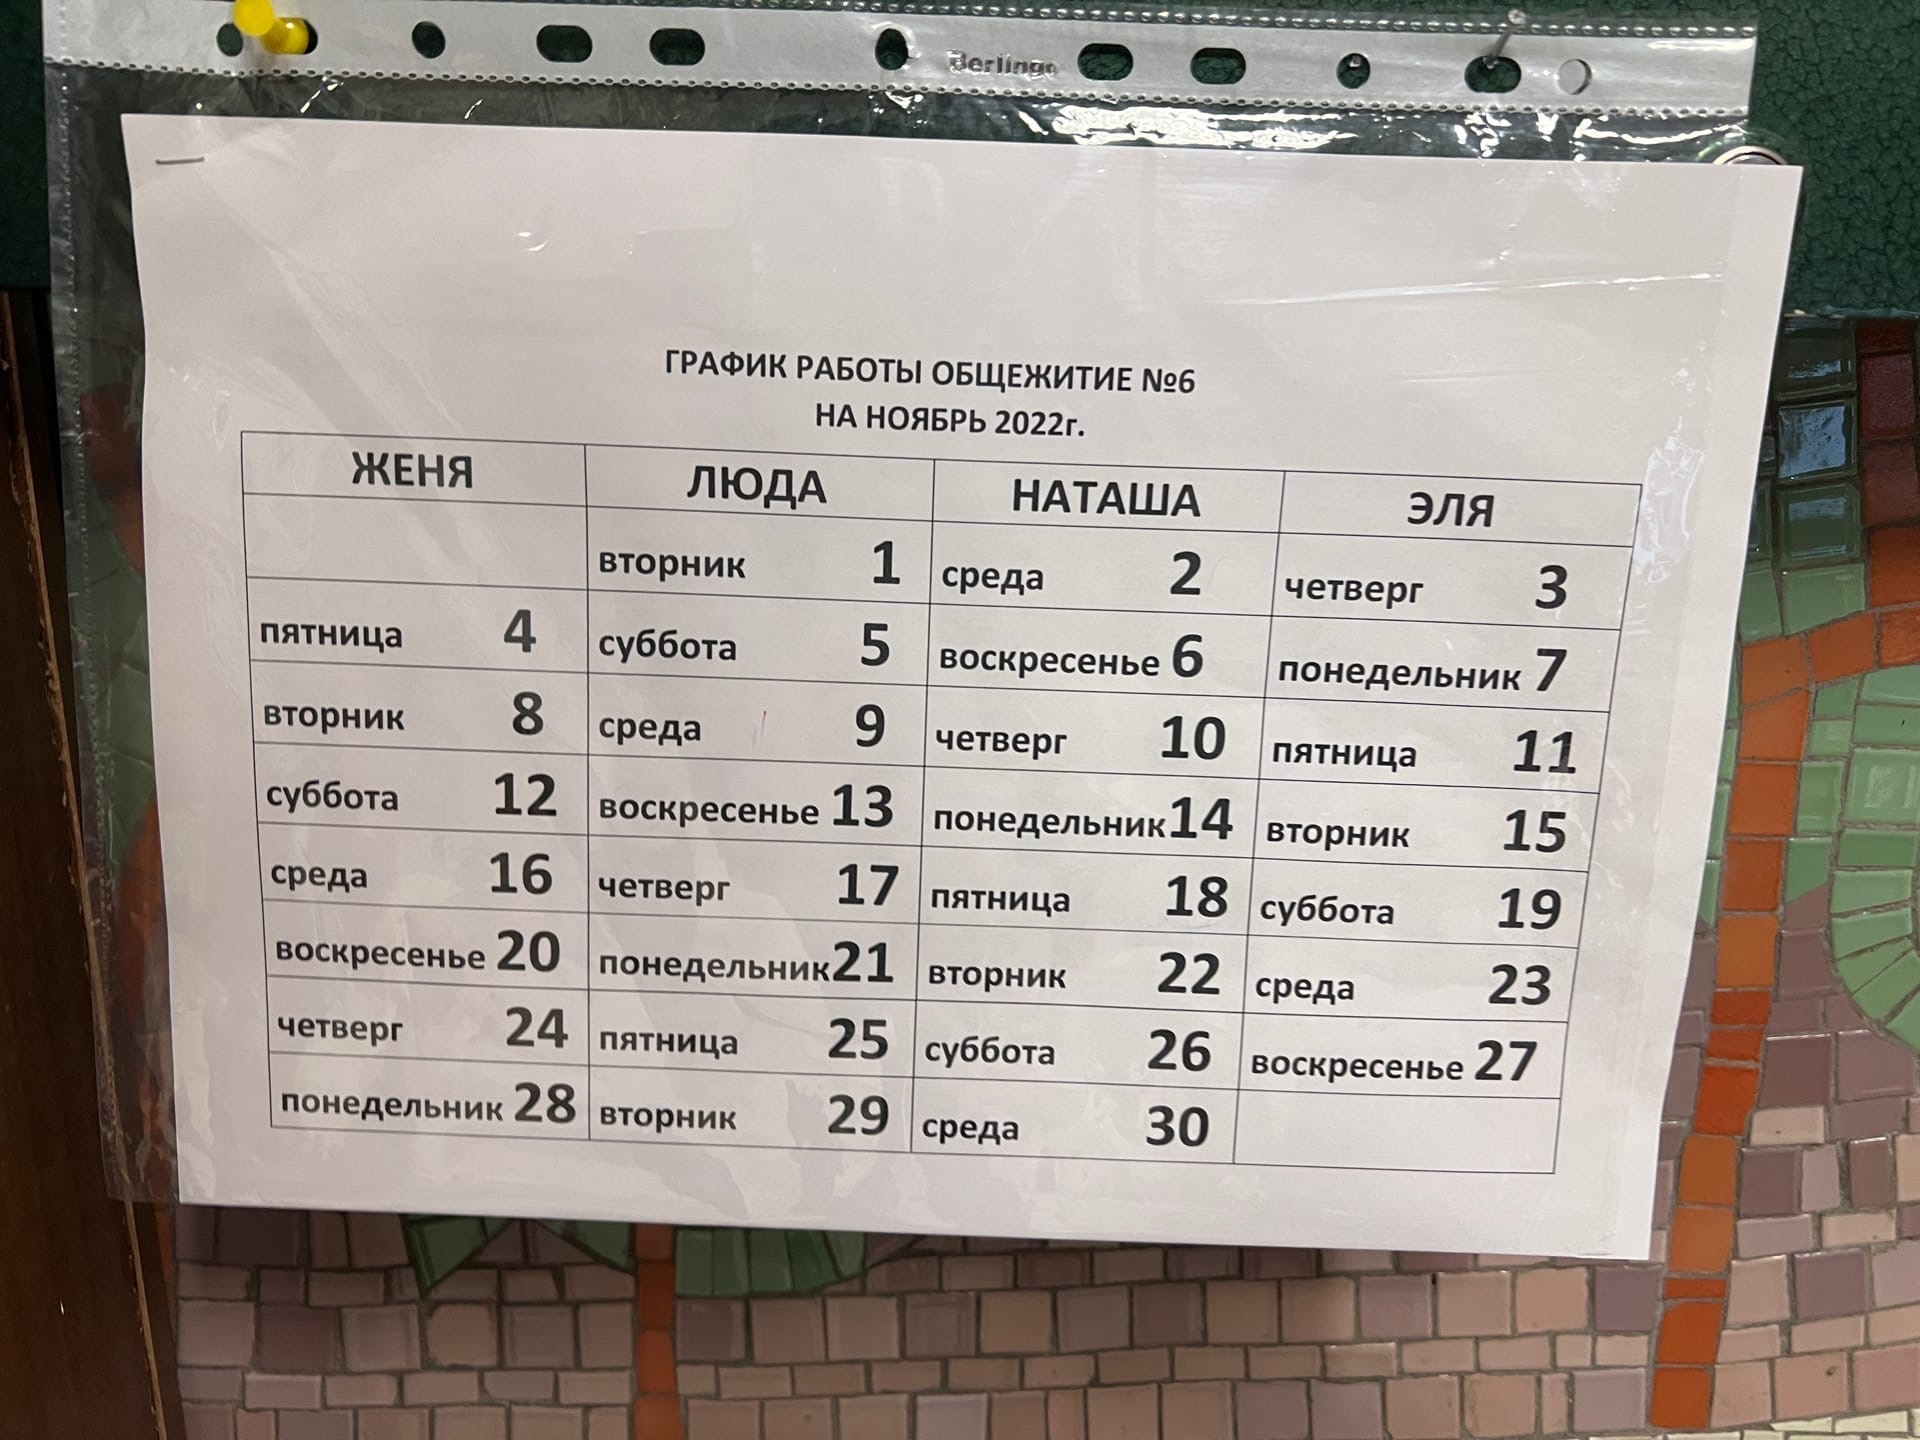 Berlingo
ГРАФИК РАБОТЫ ОБЩЕЖИТИЕ №6
НА НОЯБРЬ 2022г.
ЖЕНЯ ЛЮДА НАТАША ЭЛЯ
вторник 1 среда 2 четверг 3
пятница 4 суббота 5 воскресенье 6 понедельник 7
вторник 8 среда 9 четверг 10 пятница 11
суббота 12 воскресенье 13 понедельник 14 вторник 15
среда 16 четверг 17 пятница 18 суббота 19
воскресенье 20 понедельник 21 вторник 22 среда 23
четверг 24 пятница 25 суббота 26 воскресенье 27
понедельник 28 вторник 29 среда 30